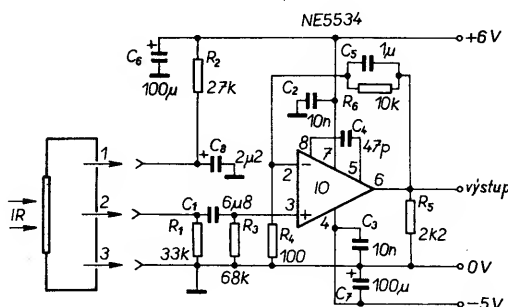 NE5534
+6V
C5 1µ
C6 100µ
R2 27k
C2 10n
R6 10k
C4 47p
8 7 5
1
C8 2µ2
2
IO
6
výstup
IR
2
C1 6µ8
3
4
R1 33k
R3 68k
R4 100
C3 10n
R5 2k2
3
0V
C7 100µ
−5V